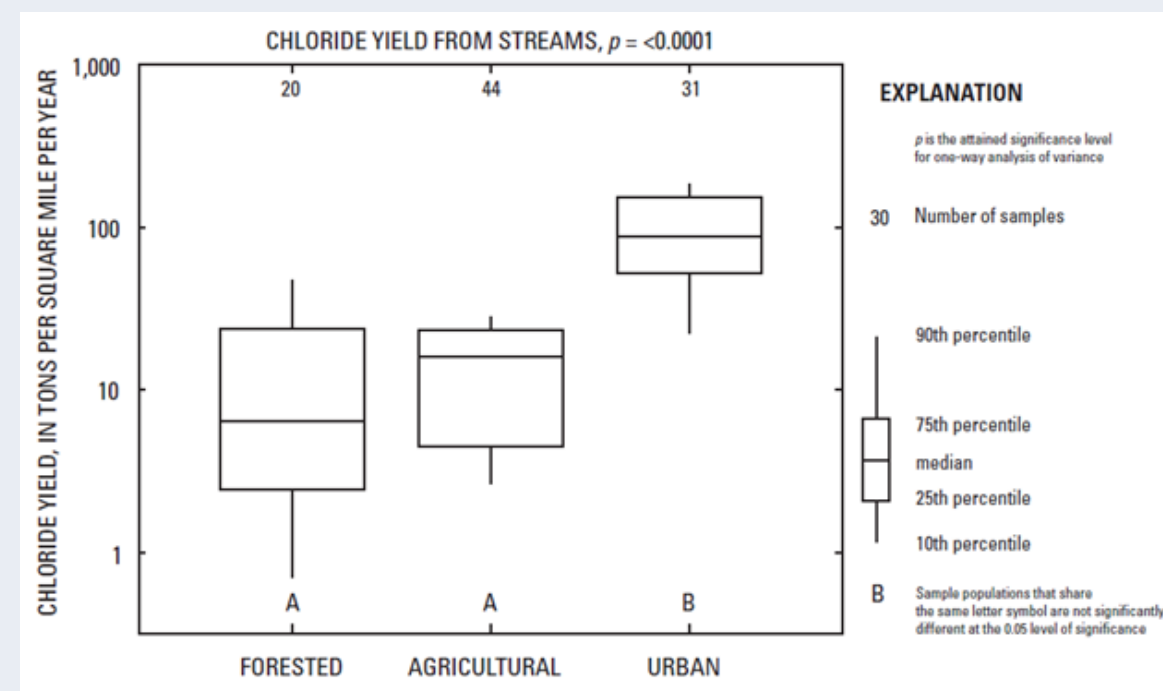 CHLORIDE YIELD FROM STREAMS, p = <0.0001
CHLORIDE YIELD, IN TONS PER SQUARE MILE PER YEAR
1,000
100
10
1
20
44
31
A
A
B
FORESTED
AGRICULTURAL
URBAN
EXPLANATION
p is the attained significance level
for one-way analysis of variance
30 Number of samples
90th percentile
75th percentile
median
25th percentile
10th percentile
B Sample populations that share
the same letter symbol are not significantly
different at the 0.05 level of significance